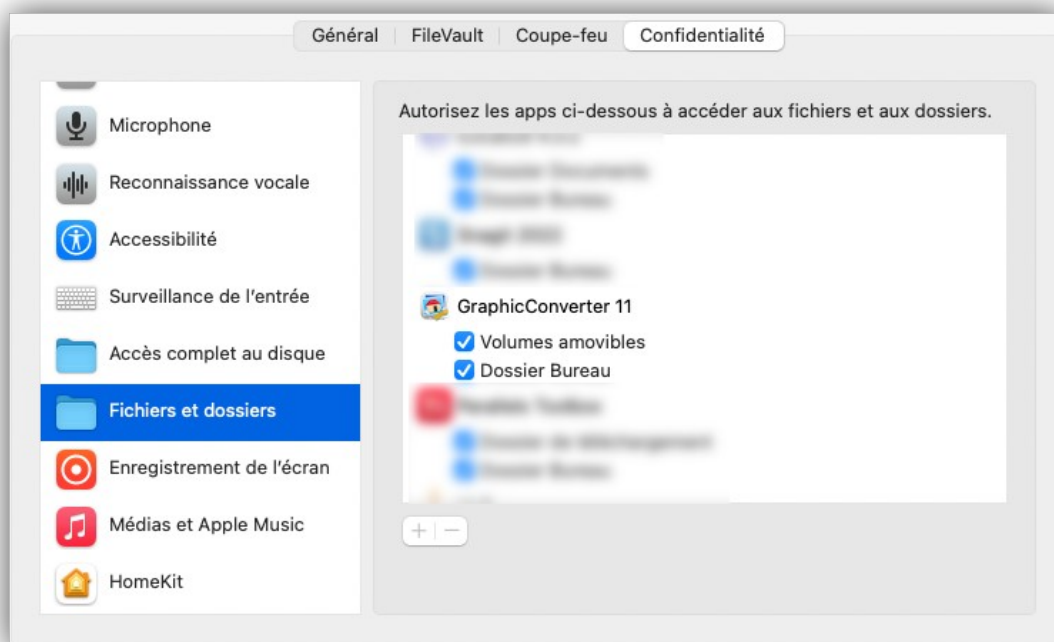 Général
FileVault
Coupe-feu
Confidentialité
Microphone
Reconnaissance vocale
Accessibilité
Surveillance de l'entrée
Accès complet au disque
Fichiers et dossiers
Enregistrement de l'écran
Médias et Apple Music
HomeKit
Autorisez les apps ci-dessous à accéder aux fichiers et aux dossiers.
GraphicConverter 11
Volumes amovibles
Dossier Bureau